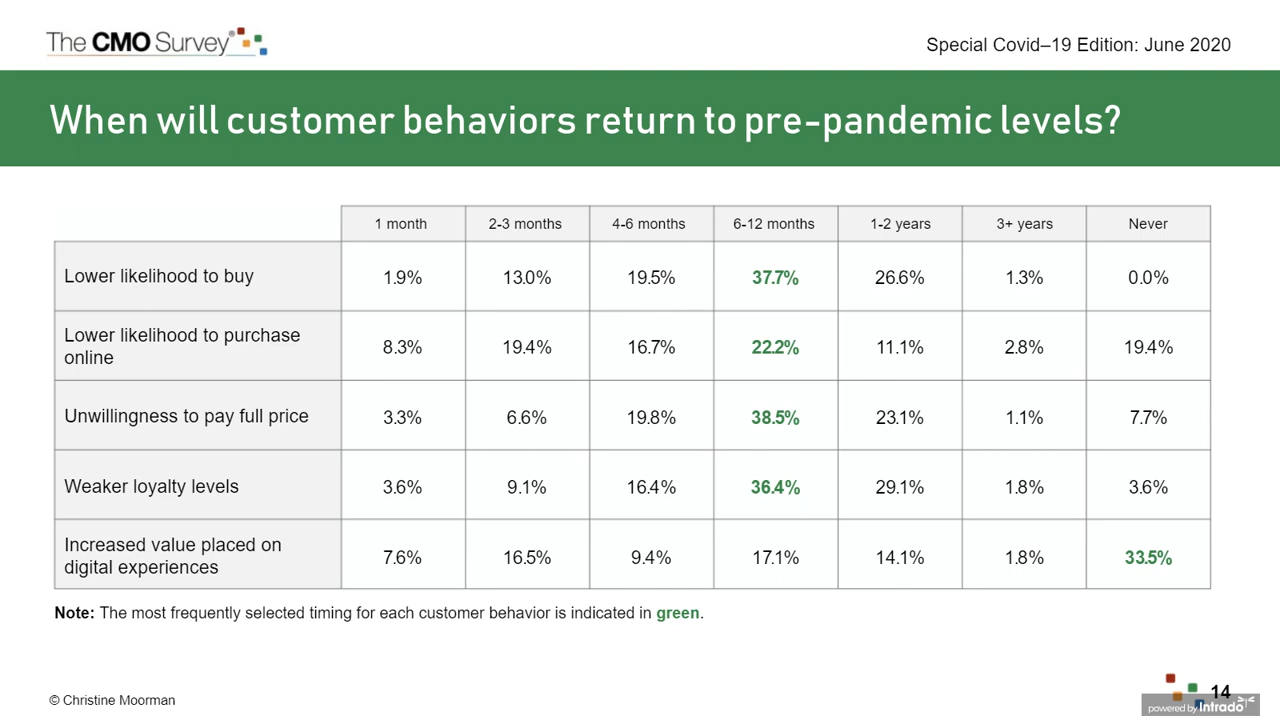 The CMO Survey®
Special Covid–19 Edition: June 2020
When will customer behaviors return to pre-pandemic levels?
1 month 2-3 months 4-6 months 6-12 months 1-2 years 3+ years Never
Lower likelihood to buy 1.9% 13.0% 19.5% 37.7% 26.6% 1.3% 0.0%
Lower likelihood to purchase
online 8.3% 19.4% 16.7% 22.2% 11.1% 2.8% 19.4%
Unwillingness to pay full price 3.3% 6.6% 19.8% 38.5% 23.1% 1.1% 7.7%
Weaker loyalty levels 3.6% 9.1% 16.4% 36.4% 29.1% 1.8% 3.6%
Increased value placed on
digital experiences 7.6% 16.5% 9.4% 17.1% 14.1% 1.8% 33.5%
Note: The most frequently selected timing for each customer behavior is indicated in green.
© Christine Moorman
14
powered by intrado